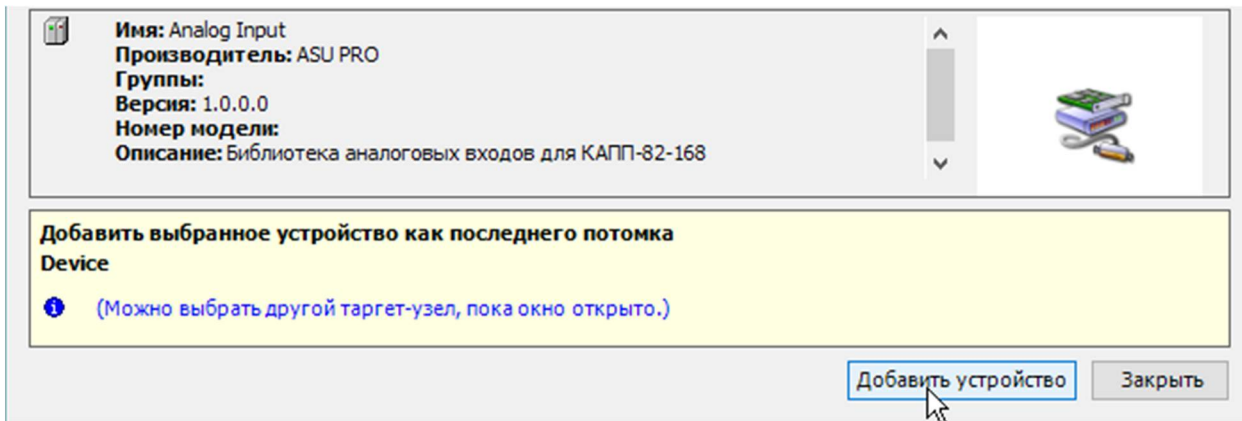 Имя: Analog Input
Производитель: ASU PRO
Группы:
Версия: 1.0.0.0
Номер модели:
Описание: Библиотека аналоговых входов для КАПП-82-168
Добавить выбранное устройство как последнего потомка
Device
(Можно выбрать другой таргет-узел, пока окно открыто.)
Добавить устройство Закрыть